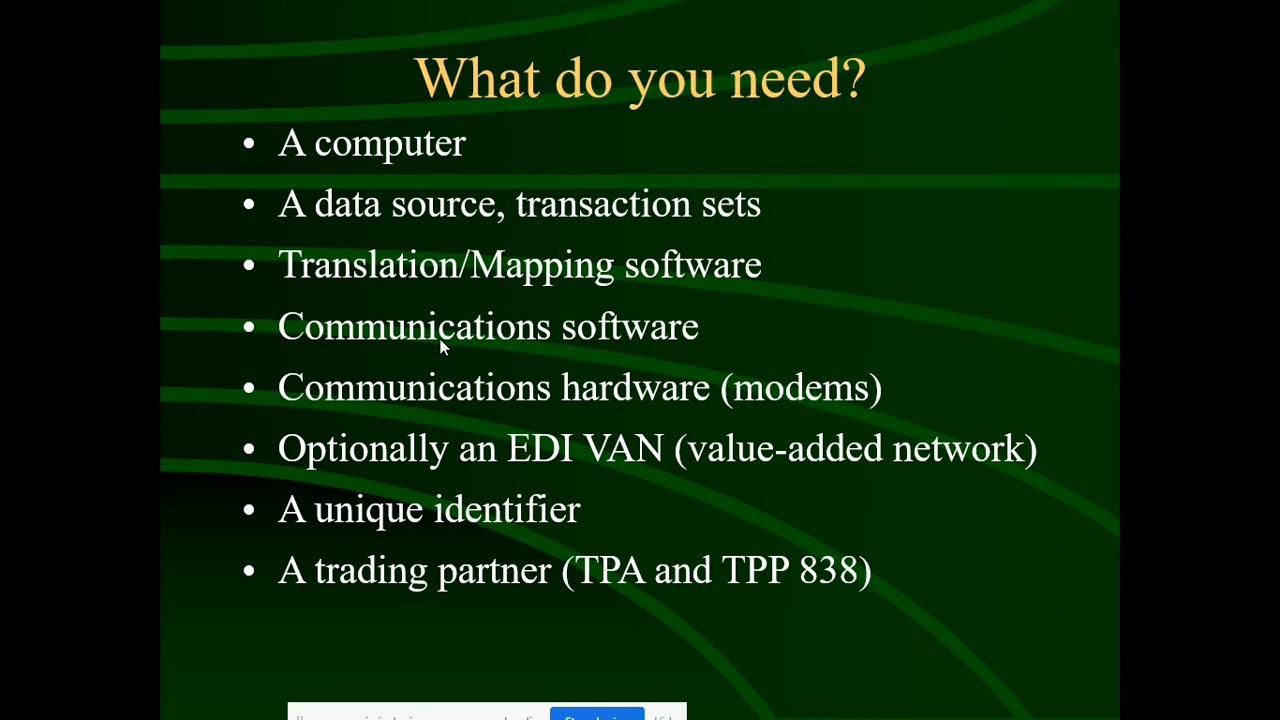 What do you need?
• A computer
• A data source, transaction sets
• Translation/Mapping software
• Communications software
• Communications hardware (modems)
• Optionally an EDI VAN (value-added network)
• A unique identifier
• A trading partner (TPA and TPP 838)